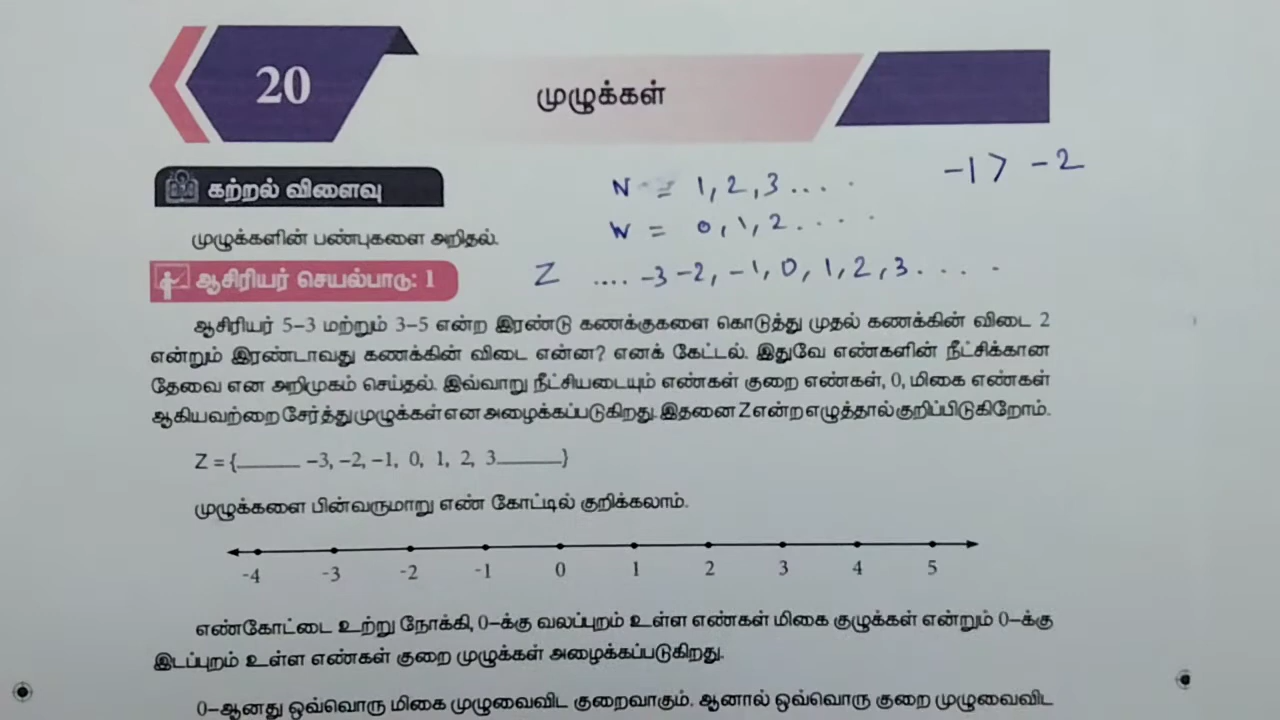 20
முழுக்கள்
கற்றல் விளைவு
N = 1, 2, 3 ....
-1 > -2
முழுக்களின் பண்புகளை அறிதல்.
W = 0, 1, 2 ....
ஆசிரியர் செயல்பாடு: 1
Z .... -3 -2, -1, 0, 1, 2, 3 ....
ஆசிரியர் 5–3 மற்றும் 3–5 என்ற இரண்டு கணக்குகளை கொடுத்து முதல் கணக்கின் விடை 2
என்றும் இரண்டாவது கணக்கின் விடை என்ன? எனக் கேட்டல். இதுவே எண்களின் நீட்சிக்கான
தேவை என அறிமுகம் செய்தல். இவ்வாறு நீட்சியடையும் எண்கள் குறை எண்கள், 0, மிகை எண்கள்
ஆகியவற்றை சேர்த்து முழுக்கள் என அழைக்கப்படுகிறது. இதனை Z என்ற எழுத்தால் குறிப்பிடுகிறோம்.
Z = {______ –3, –2, –1, 0, 1, 2, 3______}
முழுக்களை பின்வருமாறு எண் கோட்டில் குறிக்கலாம்.
-4 -3 -2 -1 0 1 2 3 4 5
எண்கோட்டை உற்று நோக்கி, 0–க்கு வலப்புறம் உள்ள எண்கள் மிகை குழுக்கள் என்றும் 0–க்கு
இடப்புறம் உள்ள எண்கள் குறை முழுக்கள் அழைக்கப்படுகிறது.
0–ஆனது ஒவ்வொரு மிகை முழுவைவிட குறைவாகும். ஆனால் ஒவ்வொரு குறை முழுவைவிட